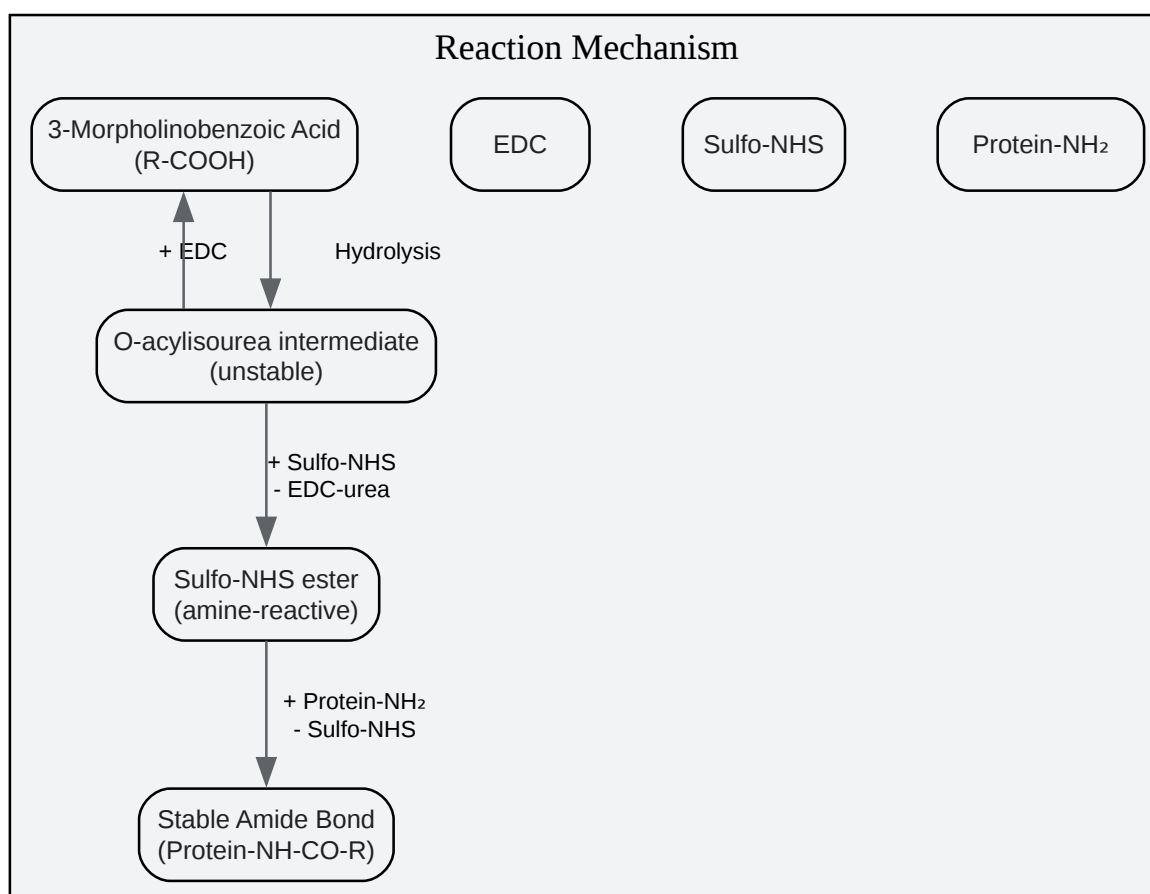 Reaction Mechanism
3-Morpholinobenzoic Acid
(R-COOH)
EDC
Sulfo-NHS
Protein-NH₂
+ EDC
Hydrolysis
O-acylisourea intermediate
(unstable)
+ Sulfo-NHS
- EDC-urea
Sulfo-NHS ester
(amine-reactive)
+ Protein-NH₂
- Sulfo-NHS
Stable Amide Bond
(Protein-NH-CO-R)